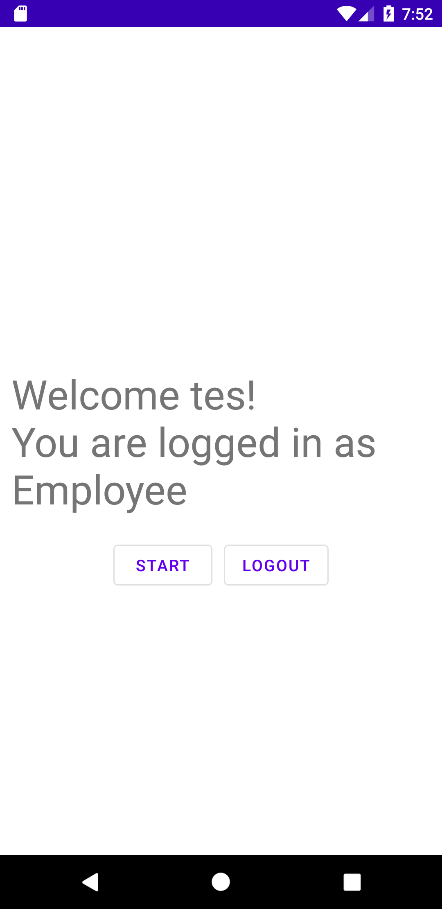 7:52
Welcome tes!
You are logged in as
Employee
START LOGOUT